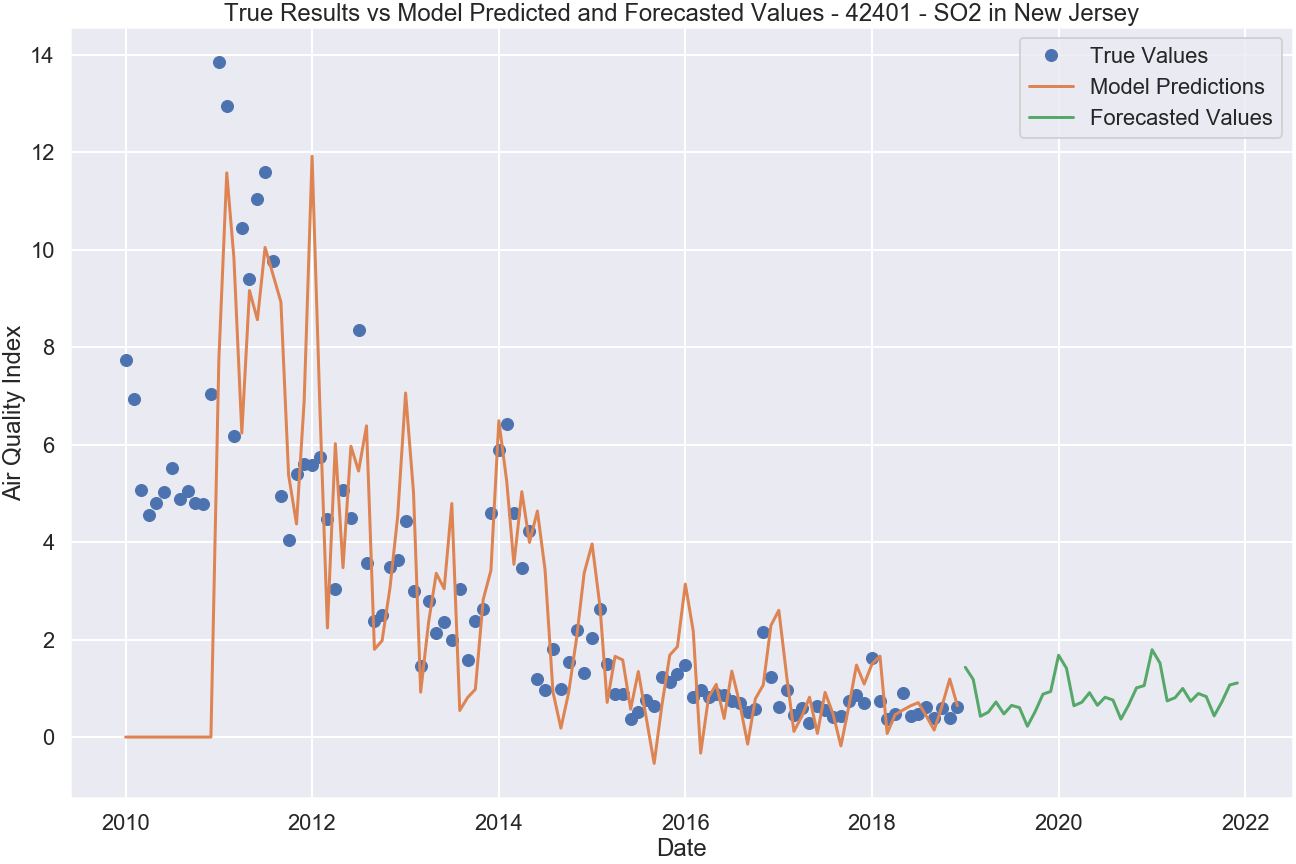 True Results vs Model Predicted and Forecasted Values - 42401 - SO2 in New Jersey
True Values
Model Predictions
Forecasted Values
Air Quality Index
14
12
10
8
6
4
2
0
2010 2012 2014 2016 2018 2020 2022
Date